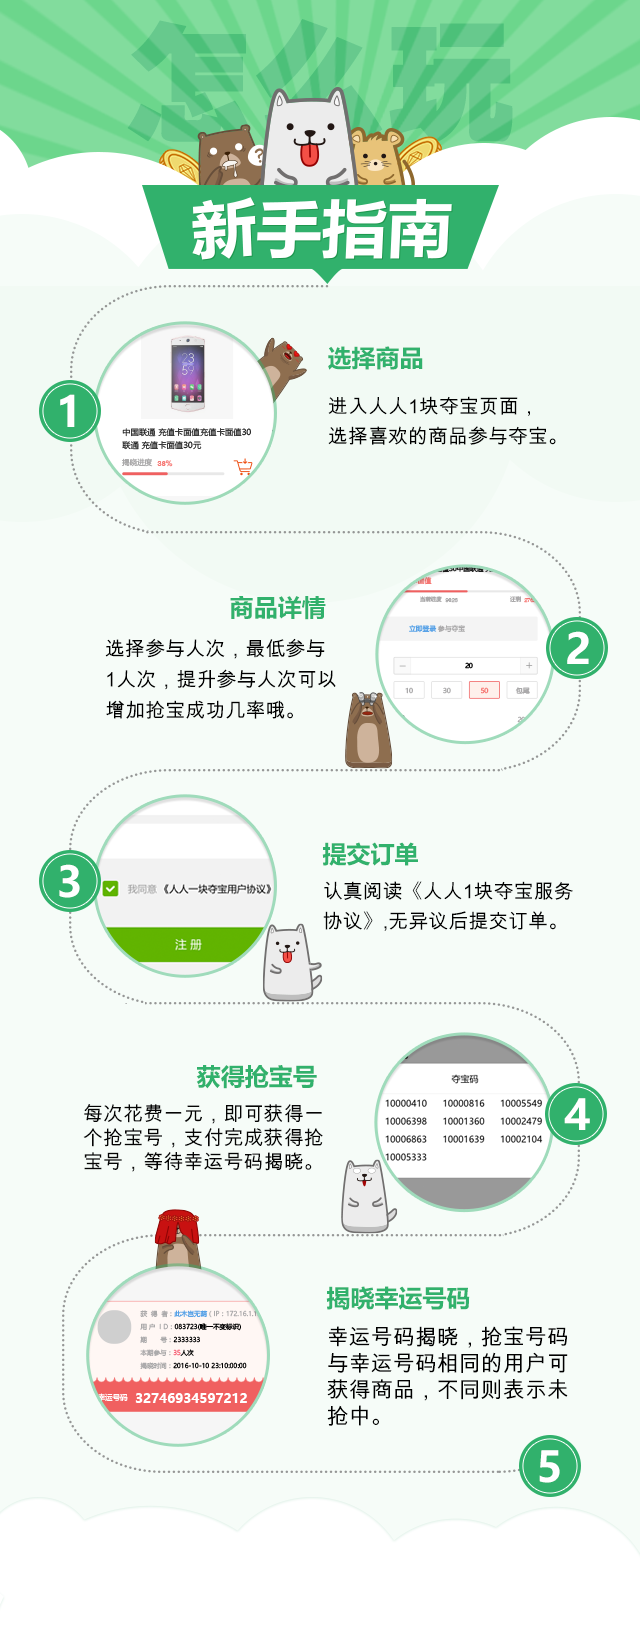 怎么玩
?
新手指南
1
选择商品
进入人人1块夺宝页面，
选择喜欢的商品参与夺宝。
中国联通 充值卡面值充值卡面值30
联通 充值卡面值30元
揭晓进度 38%
商品详情
选择参与人次，最低参与
1人次，提升参与人次可以
增加抢宝成功几率哦。
2
立即登录 参与夺宝
－ 20 ＋
10 30 50 包尾
3
提交订单
认真阅读《人人1块夺宝服务
协议》,无异议后提交订单。
我同意 《人人一块夺宝用户协议》
注 册
获得抢宝号
每次花费一元，即可获得一
个抢宝号，支付完成获得抢
宝号，等待幸运号码揭晓。
4
夺宝码
10000410 10000816 10005549
10006398 10001360 10002479
10006863 10001639 10002104
10005333
揭晓幸运号码
幸运号码揭晓，抢宝号码
与幸运号码相同的用户可
获得商品，不同则表示未
抢中。
获 得 者：此木岂无题（IP：172.16.1.1
用 户 I D：083723(唯一不变标识)
期 号：2333333
本期参与：35人次
揭晓时间：2016-10-10 23:10:00:00
幸运号码 32746934597212
5